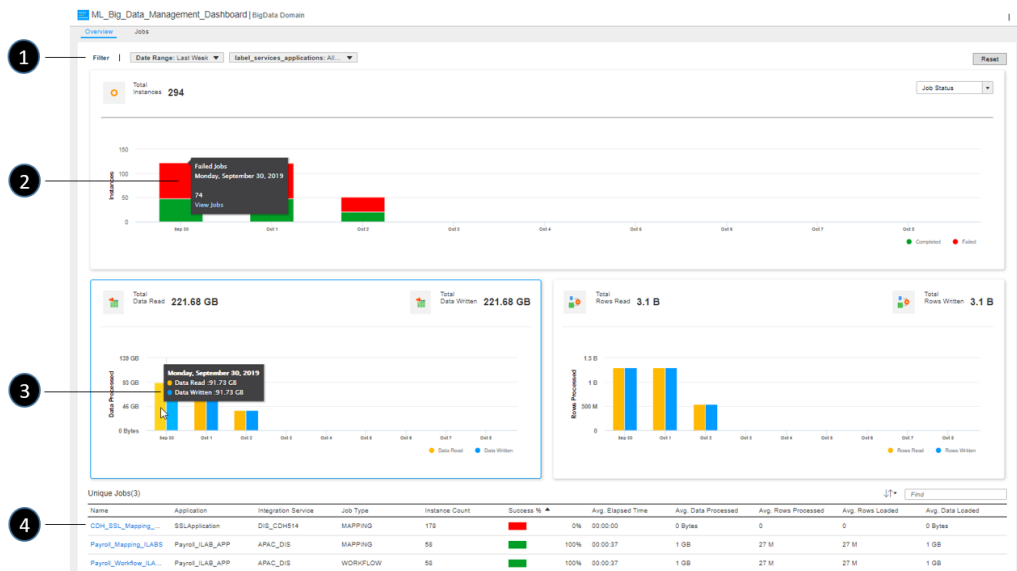 ML_Big_Data_Management_Dashboard | BigData Domain
Overview Jobs
1
Filter | Date Range: Last Week label_services_applications: All... Reset
Total
Instances 294
Job Status
150
100
50
0
Instances
Failed Jobs
Monday, September 30, 2019
74
View Jobs
2
Sep 30 Oct 1 Oct 2 Oct 3 Oct 4 Oct 5 Oct 6 Oct 7 Oct 8
Completed Failed
Total
Data Read 221.68 GB
Total
Data Written 221.68 GB
139 GB
93 GB
46 GB
0 Bytes
Data Processed
Monday, September 30, 2019
Data Read :91.73 GB
Data Written :91.73 GB
3
Sep 30 Oct 1 Oct 2 Oct 3 Oct 4 Oct 5 Oct 6 Oct 7 Oct 8
Data Read Data Written
Total
Rows Read 3.1 B
Total
Rows Written 3.1 B
1.5 B
1 B
500 M
0
Rows Processed
Sep 30 Oct 1 Oct 2 Oct 3 Oct 4 Oct 5 Oct 6 Oct 7 Oct 8
Rows Read Rows Written
Unique Jobs(3) Find
Name Application Integration Service Job Type Instance Count Success % Avg. Elapsed Time Avg. Data Processed Avg. Rows Processed Avg. Rows Loaded Avg. Data Loaded
4
CDH_SSL_Mapping_... SSLApplication DIS_CDH514 MAPPING 178 0% 00:00:00 0 Bytes 0 0 0 Bytes
Payroll_Mapping_ILABS Payroll_ILAB_APP APAC_DIS MAPPING 58 100% 00:00:37 1 GB 27 M 27 M 1 GB
Payroll_Workflow_ILA... Payroll_ILAB_APP APAC_DIS WORKFLOW 58 100% 00:00:37 1 GB 27 M 27 M 1 GB